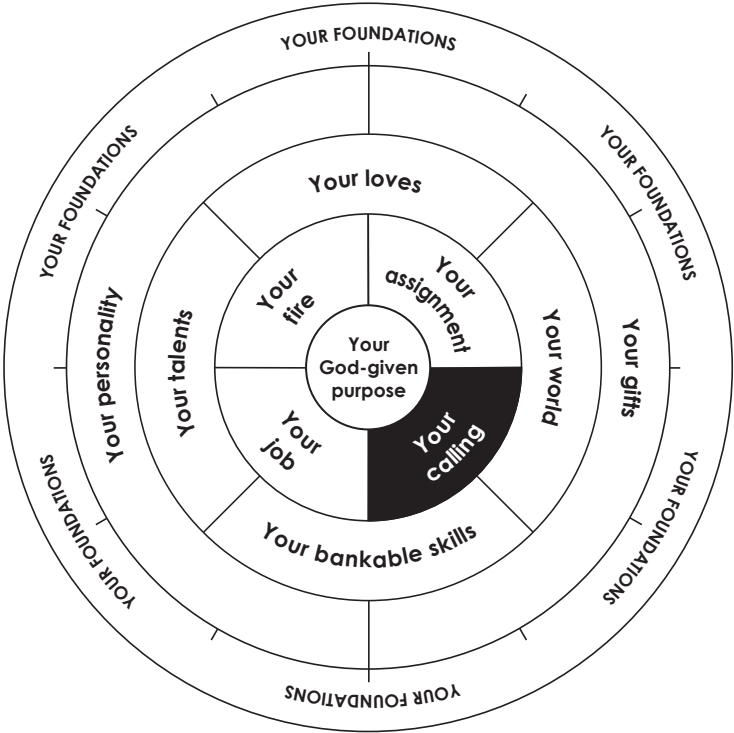 YOUR FOUNDATIONS
YOUR FOUNDATIONS
YOUR FOUNDATIONS
Your loves
Your
fire
Your
assignment
Your personality
Your talents
Your
God-given
purpose
Your world
Your gifts
Your
job
Your
calling
Your bankable skills
YOUR FOUNDATIONS
YOUR FOUNDATIONS
YOUR FOUNDATIONS